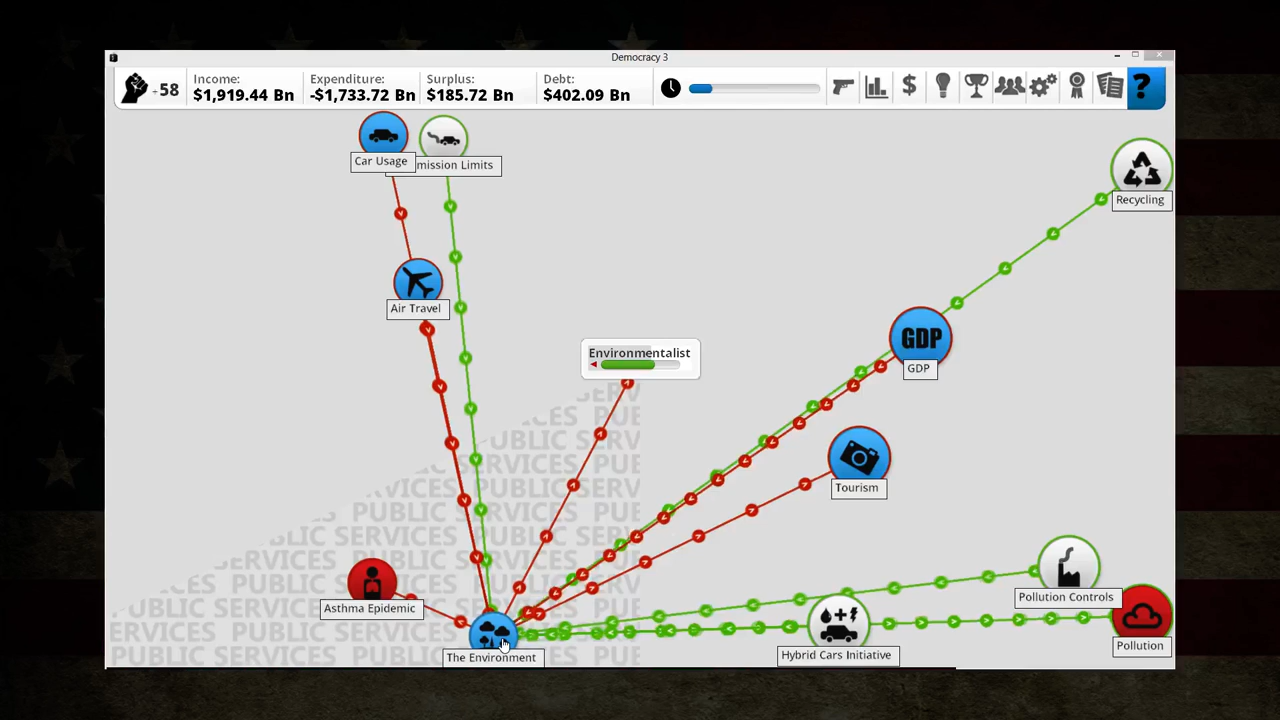 Democracy 3
+58
Income:
$1,919.44 Bn
Expenditure:
-$1,733.72 Bn
Surplus:
$185.72 Bn
Debt:
$402.09 Bn
?
Car Usage
mission Limits
Recycling
Air Travel
Environmentalist
GDP
GDP
Tourism
PUBLIC SERVICES
Asthma Epidemic
Pollution Controls
The Environment
Hybrid Cars Initiative
Pollution